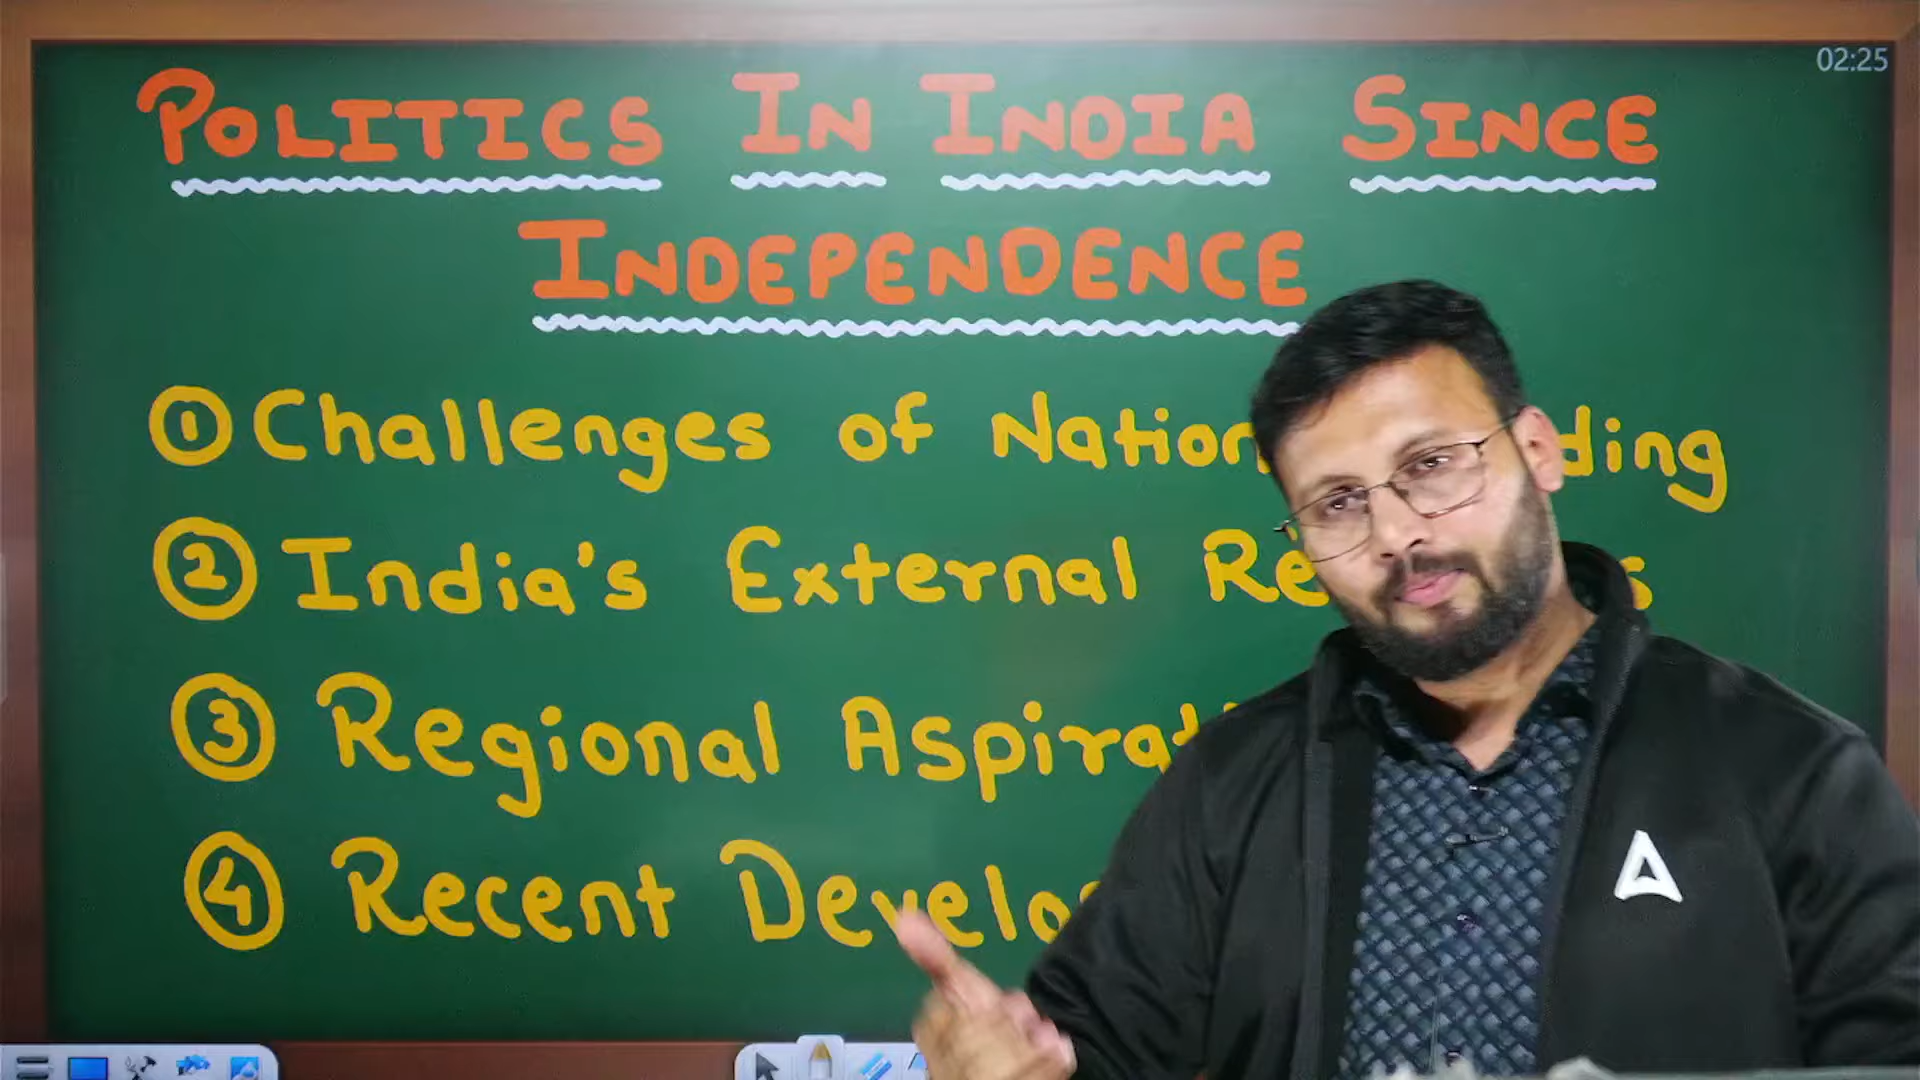 02:25
POLITICS IN INDIA SINCE
INDEPENDENCE
① Challenges of Nation ding
② India's External Re s
③ Regional Aspirat
④ Recent Develo